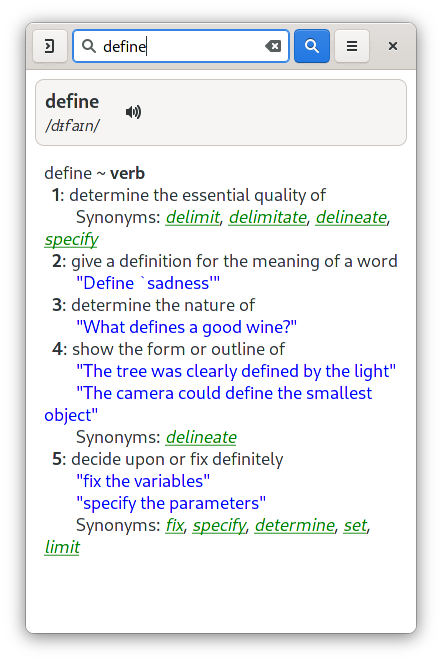 define
define
/dɪfaɪn/
define ~ verb
1: determine the essential quality of
Synonyms: delimit, delimitate, delineate,
specify
2: give a definition for the meaning of a word
"Define `sadness'"
3: determine the nature of
"What defines a good wine?"
4: show the form or outline of
"The tree was clearly defined by the light"
"The camera could define the smallest
object"
Synonyms: delineate
5: decide upon or fix definitely
"fix the variables"
"specify the parameters"
Synonyms: fix, specify, determine, set,
limit